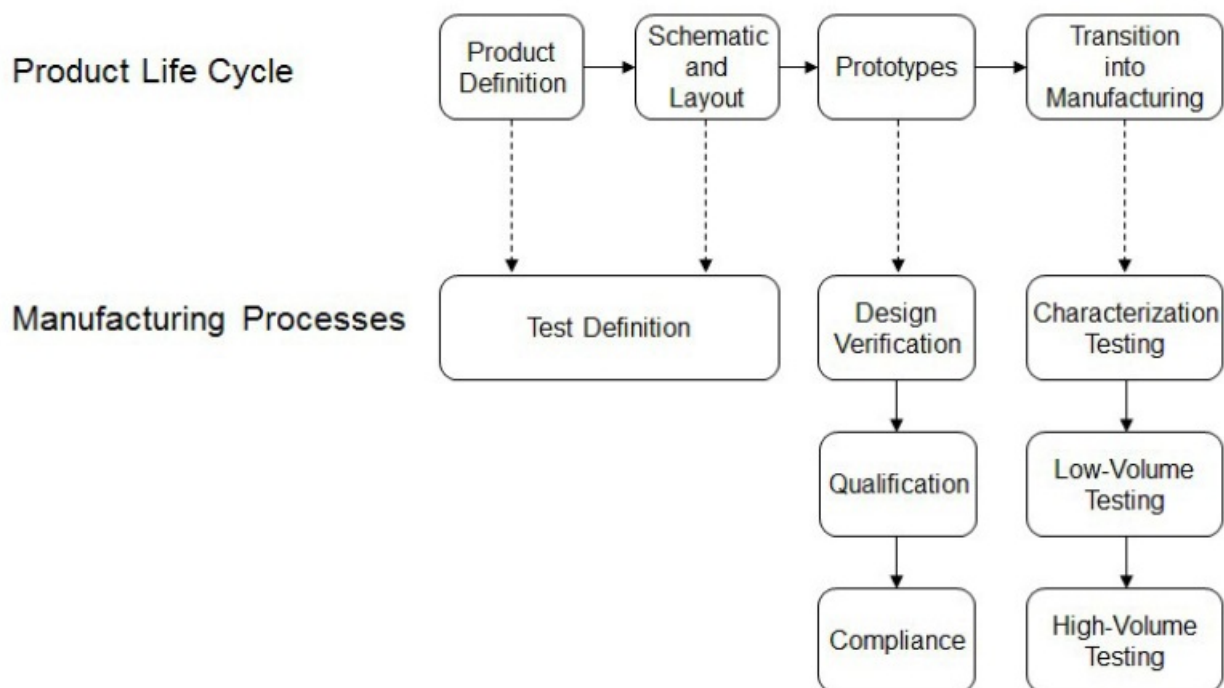 Product Life Cycle
Product
Definition
Schematic
and
Layout
Prototypes
Transition
into
Manufacturing
Manufacturing Processes
Test Definition
Design
Verification
Characterization
Testing
Qualification
Low-Volume
Testing
Compliance
High-Volume
Testing